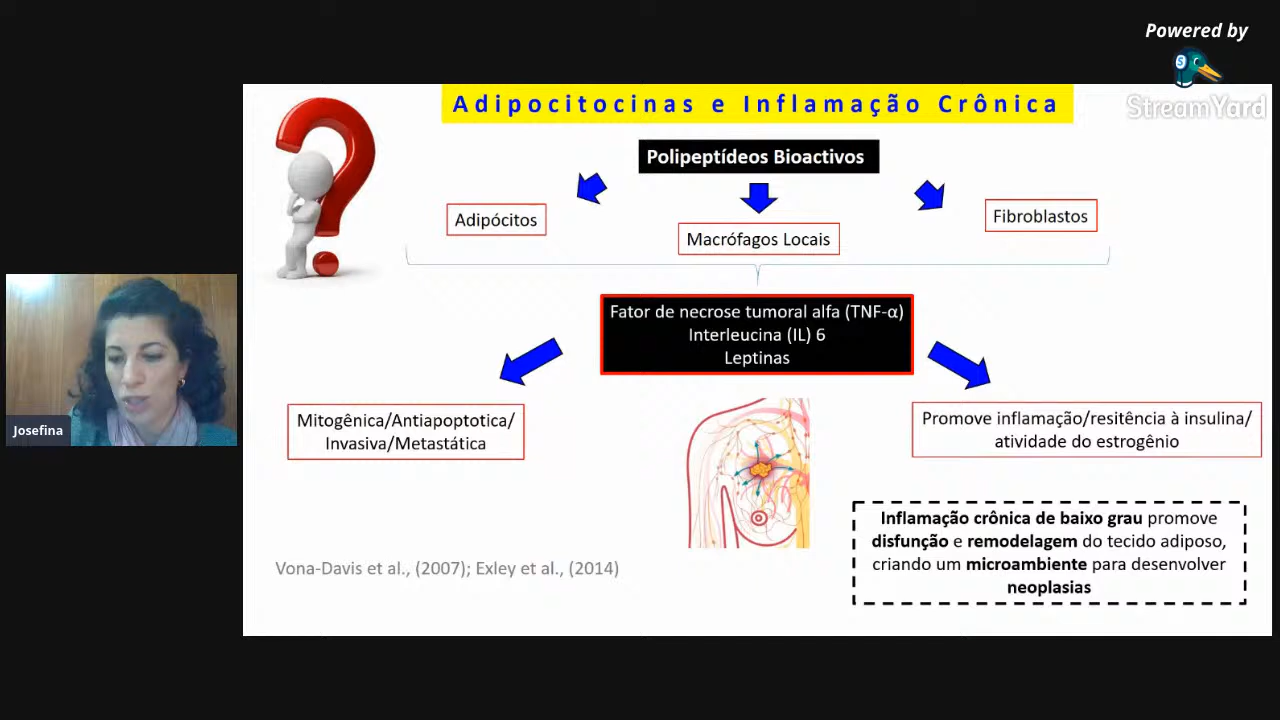 Powered by
StreamYard
Adipocitocinas e Inflamação Crônica
Polipeptídeos Bioactivos
Adipócitos
Macrófagos Locais
Fibroblastos
Fator de necrose tumoral alfa (TNF-α)
Interleucina (IL) 6
Leptinas
Mitogênica/Antiapoptotica/
Invasiva/Metastática
Promove inflamação/resitência à insulina/
atividade do estrogênio
Josefina
Inflamação crônica de baixo grau promove
disfunção e remodelagem do tecido adiposo,
criando um microambiente para desenvolver
neoplasias
Vona-Davis et al., (2007); Exley et al., (2014)